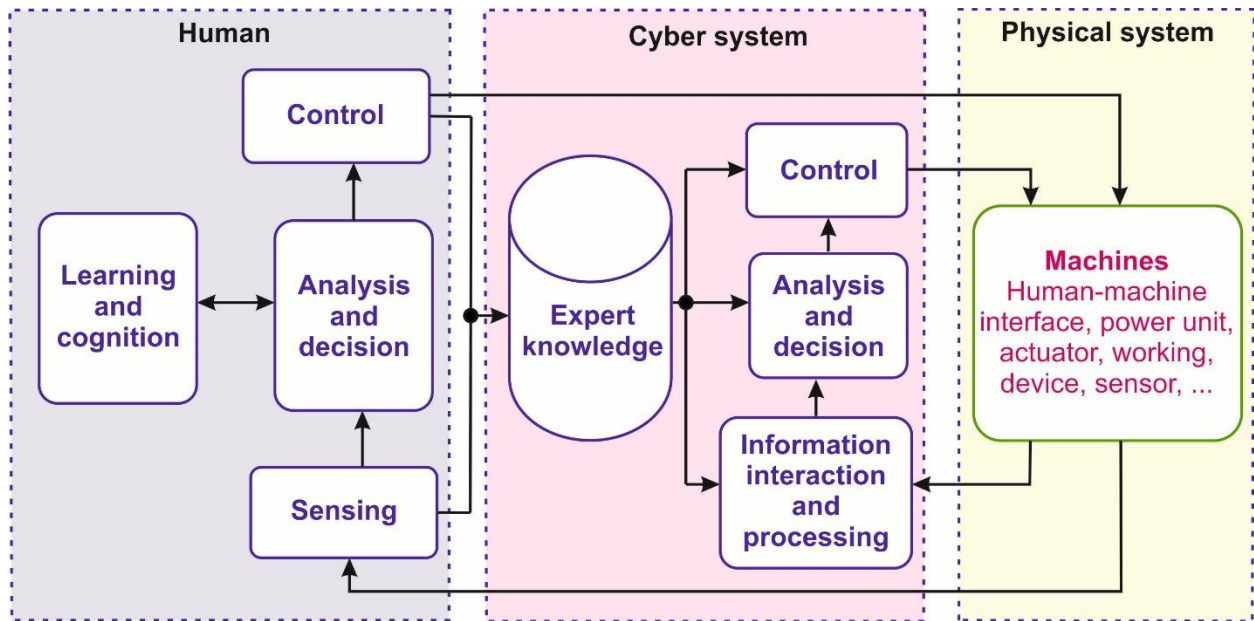 Human
Control
Learning
and
cognition
Analysis
and
decision
Sensing
Cyber system
Expert
knowledge
Control
Analysis
and
decision
Information
interaction
and
processing
Physical system
Machines
Human-machine
interface, power unit,
actuator, working,
device, sensor, ...